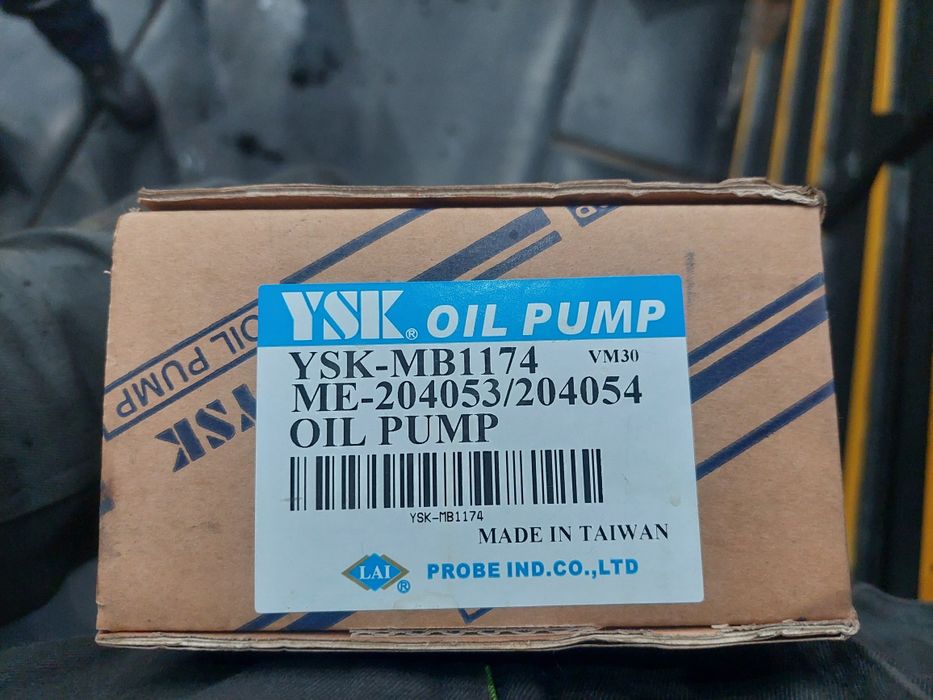 YSK® OIL PUMP
YSK-MB1174 VM30
ME-204053/204054
OIL PUMP
YSK-MB1174
MADE IN TAIWAN
LAI® PROBE IND.CO.,LTD
OIL PUMP
YSK